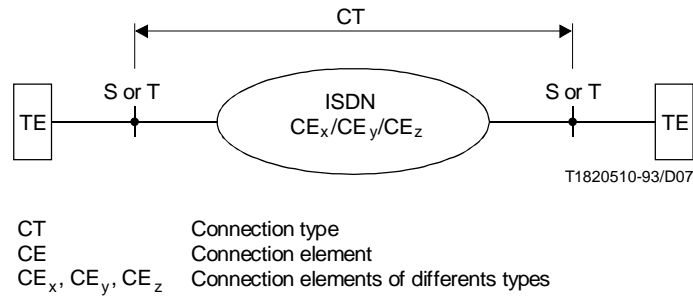 CT
S or T
S or T
TE
ISDN
CEx/CEy/CEz
TE
T1820510-93/D07
CT Connection type
CE Connection element
CEx, CEy, CEz Connection elements of differents types